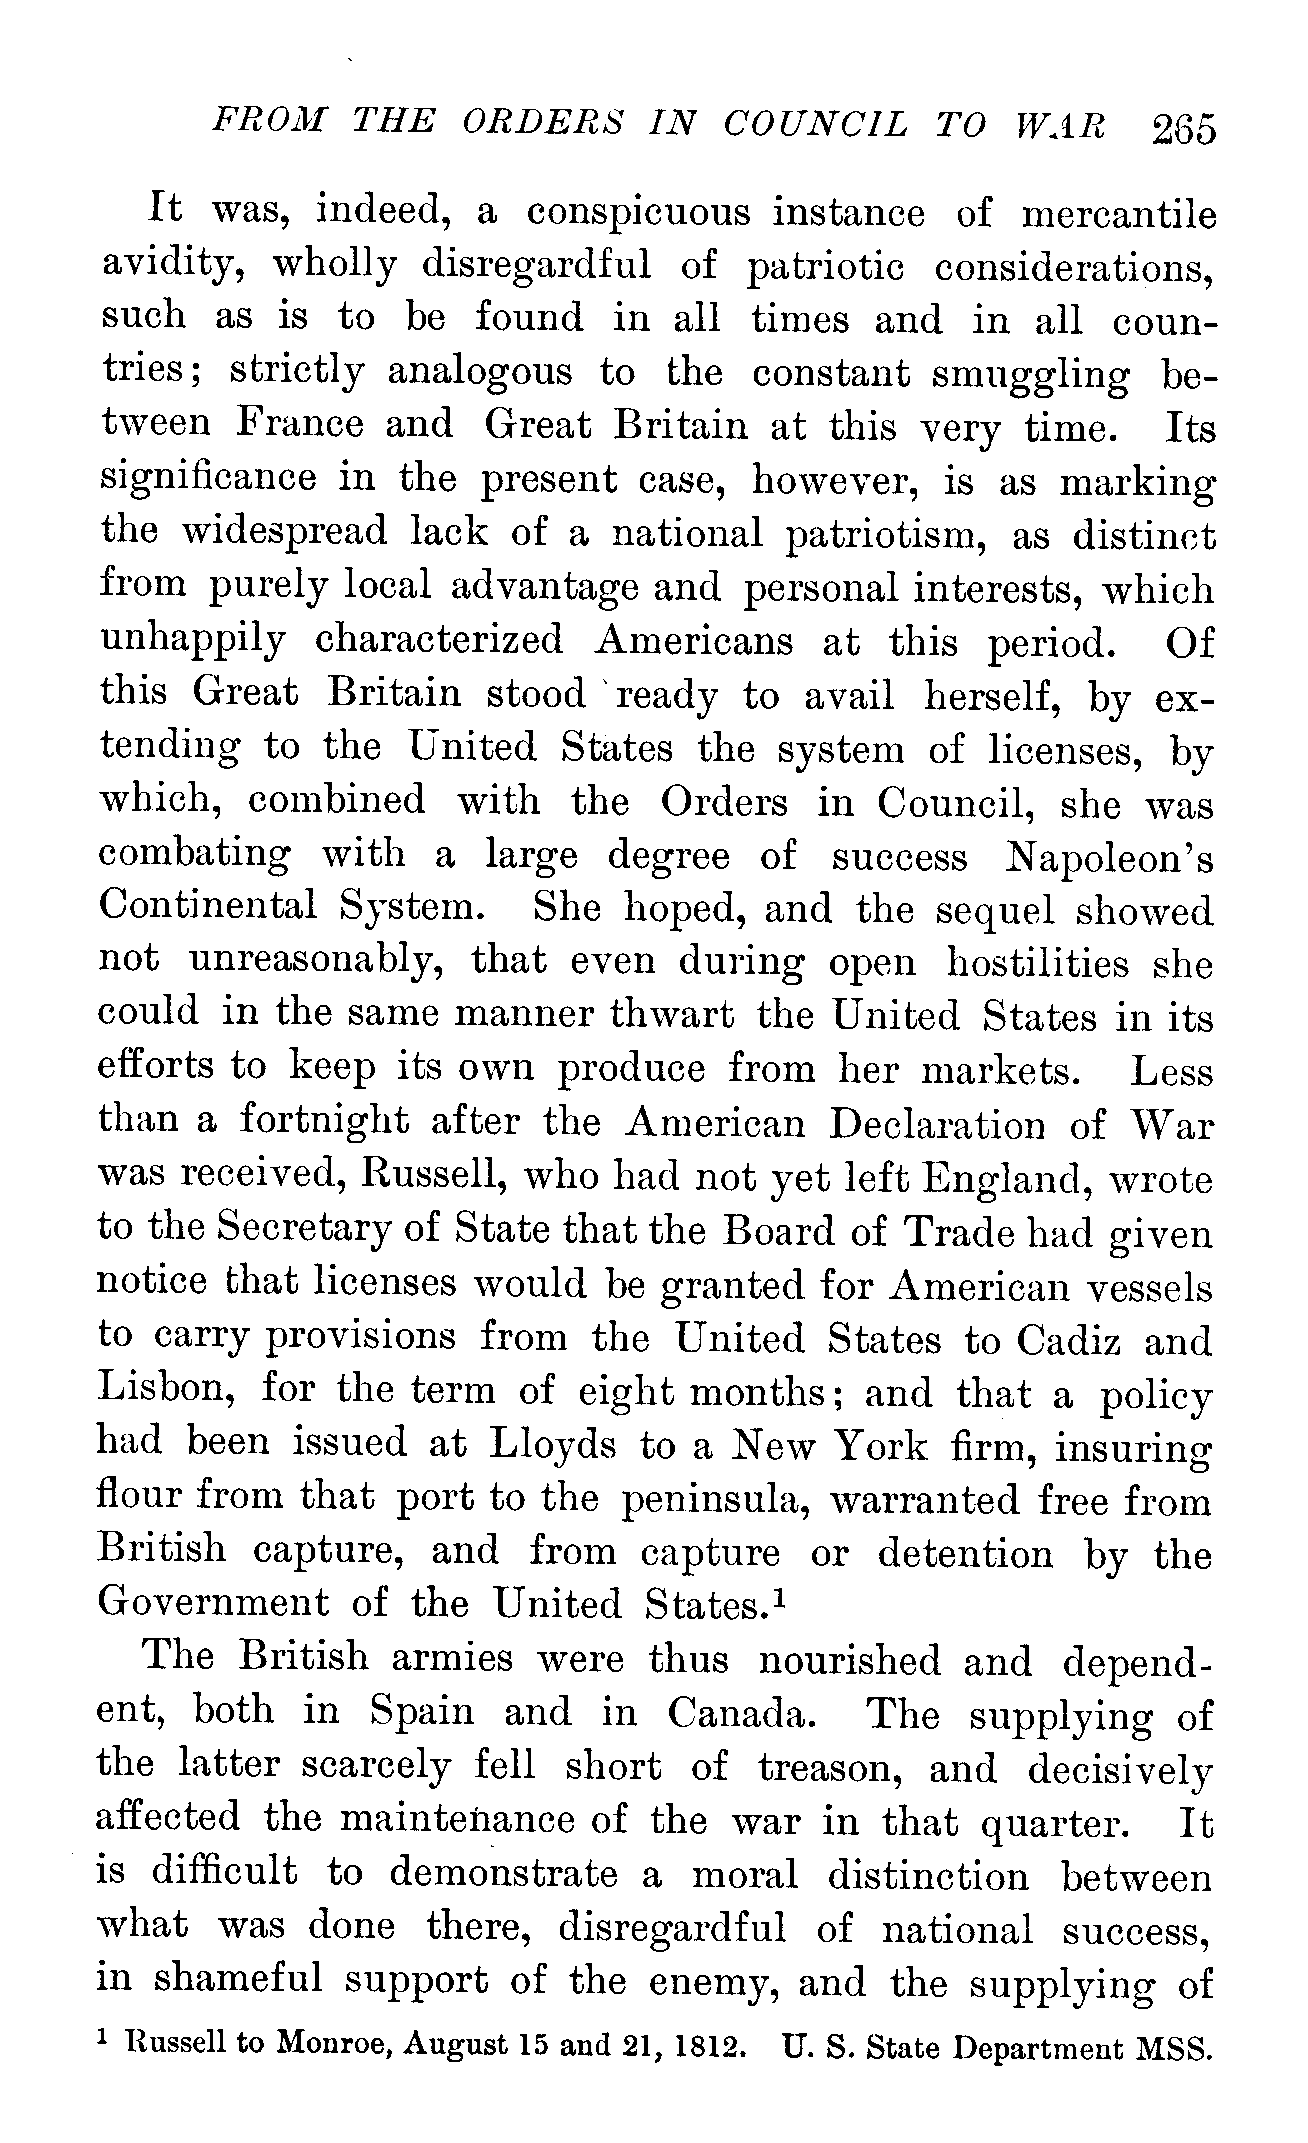 FROM THE ORDERS IN COUNCIL TO WAR 265
It was, indeed, a conspicuous instance of mercantile
avidity, wholly disregardful of patriotic considerations,
such as is to be found in all times and in all coun-
tries; strictly analogous to the constant smuggling be-
tween France and Great Britain at this very time. Its
significance in the present case, however, is as marking
the widespread lack of a national patriotism, as distinct
from purely local advantage and personal interests, which
unhappily characterized Americans at this period. Of
this Great Britain stood ready to avail herself, by ex-
tending to the United States the system of licenses, by
which, combined with the Orders in Council, she was
combating with a large degree of success Napoleon's
Continental System. She hoped, and the sequel showed
not unreasonably, that even during open hostilities she
could in the same manner thwart the United States in its
efforts to keep its own produce from her markets. Less
than a fortnight after the American Declaration of War
was received, Russell, who had not yet left England, wrote
to the Secretary of State that the Board of Trade had given
notice that licenses would be granted for American vessels
to carry provisions from the United States to Cadiz and
Lisbon, for the term of eight months; and that a policy
had been issued at Lloyds to a New York firm, insuring
flour from that port to the peninsula, warranted free from
British capture, and from capture or detention by the
Government of the United States.¹
The British armies were thus nourished and depend-
ent, both in Spain and in Canada. The supplying of
the latter scarcely fell short of treason, and decisively
affected the maintenance of the war in that quarter. It
is difficult to demonstrate a moral distinction between
what was done there, disregardful of national success,
in shameful support of the enemy, and the supplying of
¹ Russell to Monroe, August 15 and 21, 1812. U. S. State Department MSS.